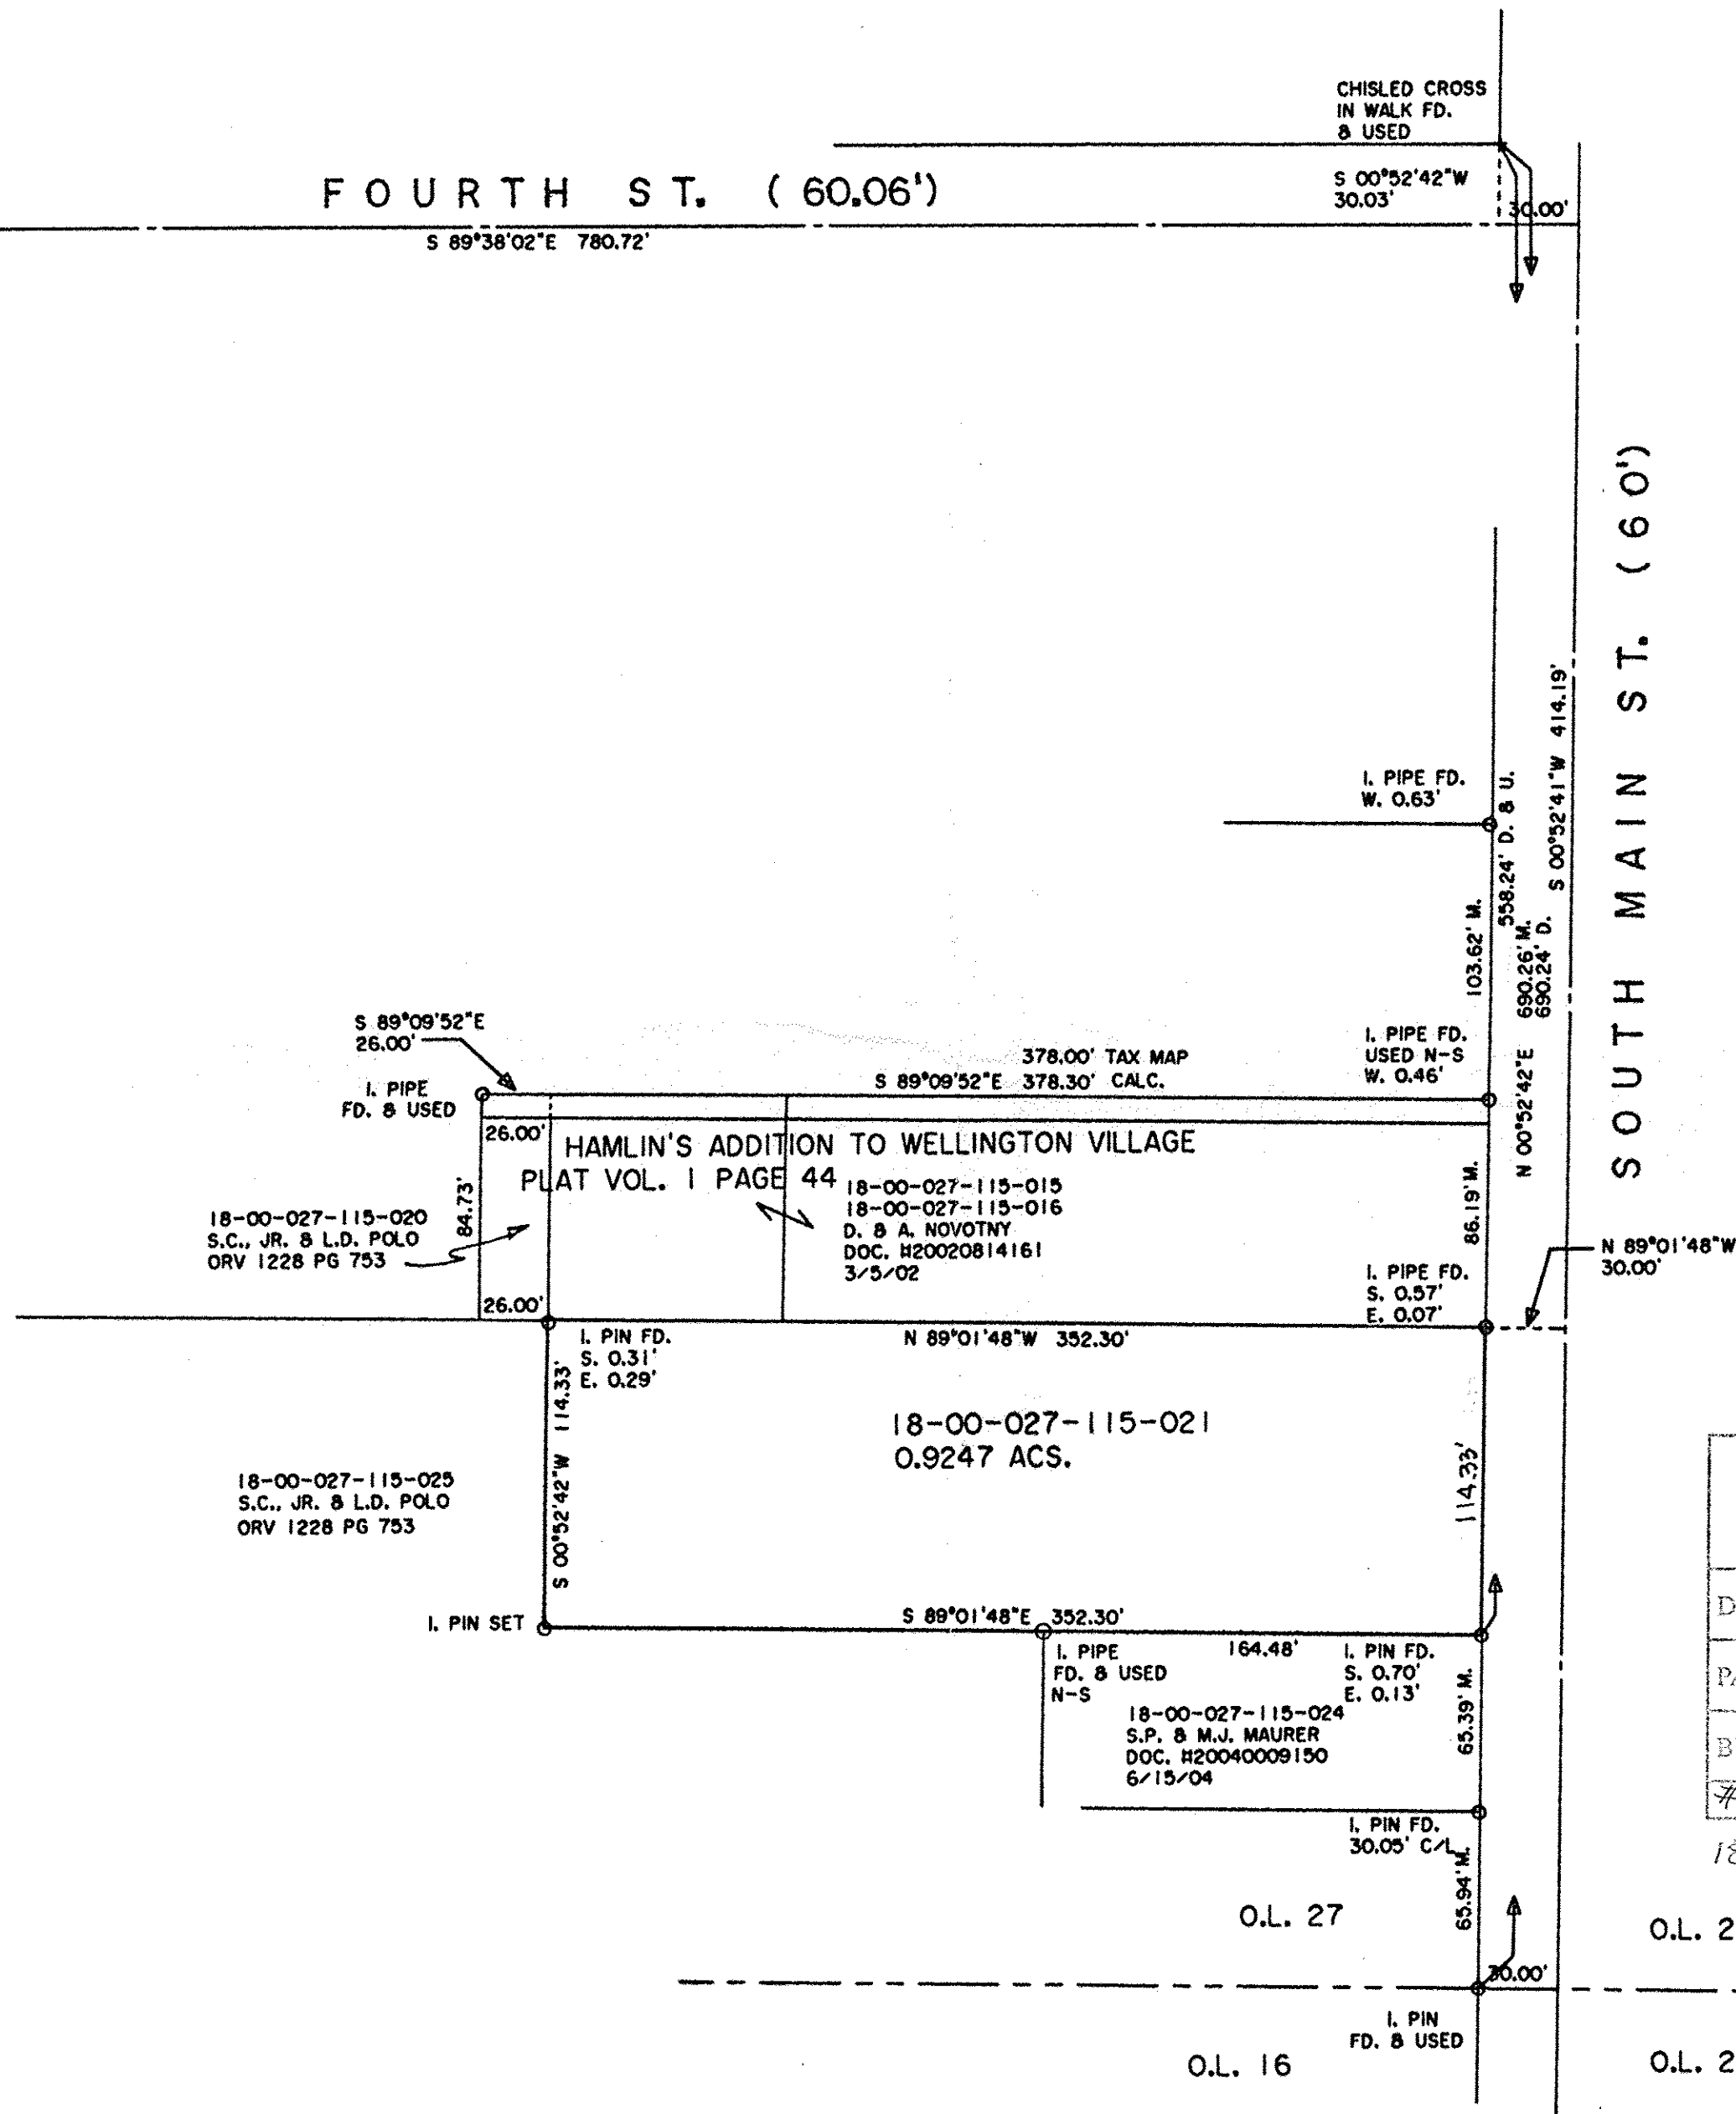 CHISLED CROSS
IN WALK FD.
& USED
S 00°52'42"W
30.03'
30.00'
FOURTH ST. (60.06')
S 89°38'02"E 780.72'
SOUTH MAIN ST. (60')
S 00°52'41"W 414.19'
558.24' D. & U.
N 00°52'42"E 690.26' M.
690.24' D.
I. PIPE FD.
W. 0.63'
103.62' M.
S 89°09'52"E
26.00'
I. PIPE
FD. & USED
378.00' TAX MAP
S 89°09'52"E 378.30' CALC.
I. PIPE FD.
USED N-S
W. 0.46'
26.00'
HAMLIN'S ADDITION TO WELLINGTON VILLAGE
PLAT VOL. 1 PAGE 44
84.73'
18-00-027-115-020
S.C., JR. & L.D. POLO
ORV 1228 PG 753
18-00-027-115-015
18-00-027-115-016
D. & A. NOVOTNY
DOC. #20020814161
3/5/02
86.19' M.
N 89°01'48"W
30.00'
I. PIPE FD.
S. 0.57'
E. 0.07'
26.00'
I. PIN FD.
S. 0.31'
E. 0.29'
N 89°01'48"W 352.30'
S 00°52'42"W 114.33'
18-00-027-115-021
0.9247 ACS.
114.33'
18-00-027-115-025
S.C., JR. & L.D. POLO
ORV 1228 PG 753
I. PIN SET
S 89°01'48"E 352.30'
I. PIPE
FD. & USED
N-S
164.48'
I. PIN FD.
S. 0.70'
E. 0.13'
18-00-027-115-024
S.P. & M.J. MAURER
DOC. #20040009150
6/15/04
65.39' M.
I. PIN FD.
30.05' C/L
65.94' M.
O.L. 27
O.L. 2
30.00'
I. PIN
FD. & USED
O.L. 16
O.L. 2
D
PA
B
#
18